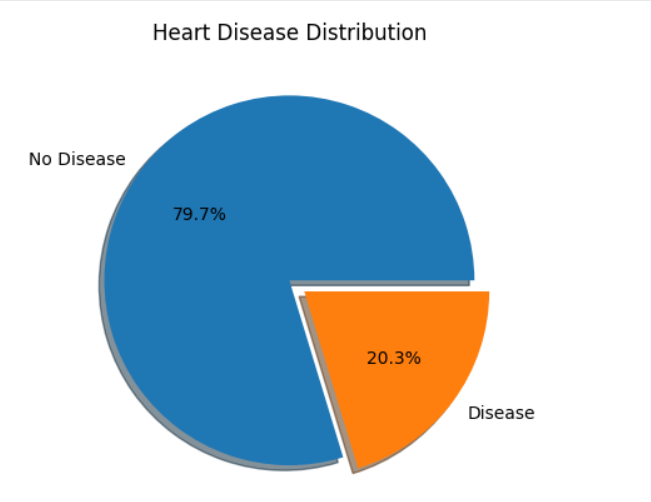 Heart Disease Distribution
No Disease
79.7%
20.3%
Disease